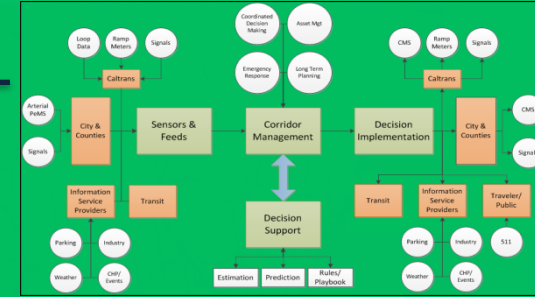 Coordinated
Decision
Making
Asset Mgt
Loop
Data
Ramp
Meters
Signals
CMS
Ramp
Meters
Signals
Emergency
Response
Long Term
Planning
Caltrans
Caltrans
Arterial
PeMS
Signals
City &
Counties
Sensors &
Feeds
Corridor
Management
Decision
Implementation
City &
Counties
CMS
Signals
Information
Service
Providers
Transit
Decision
Support
Transit
Information
Service
Providers
Traveler/
Public
Parking
Industry
Weather
CHP/
Events
Estimation
Prediction
Rules/
Playbook
Parking
Industry
511
Weather
CHP/
Events